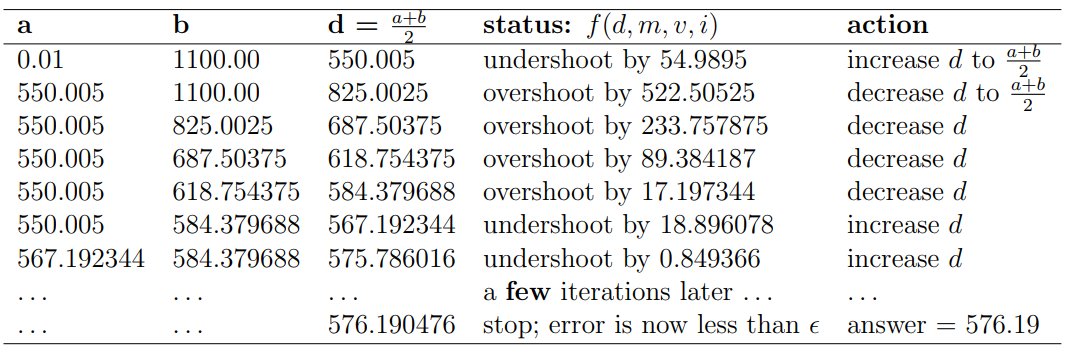 a b d = \frac{a+b}{2} status: f(d, m, v, i) action
0.01 1100.00 550.005 undershoot by 54.9895 increase d to \frac{a+b}{2}
550.005 1100.00 825.0025 overshoot by 522.50525 decrease d to \frac{a+b}{2}
550.005 825.0025 687.50375 overshoot by 233.757875 decrease d
550.005 687.50375 618.754375 overshoot by 89.384187 decrease d
550.005 618.754375 584.379688 overshoot by 17.197344 decrease d
550.005 584.379688 567.192344 undershoot by 18.896078 increase d
567.192344 584.379688 575.786016 undershoot by 0.849366 increase d
... ... ... a few iterations later ... ...
... ... 576.190476 stop; error is now less than ϵ answer = 576.19